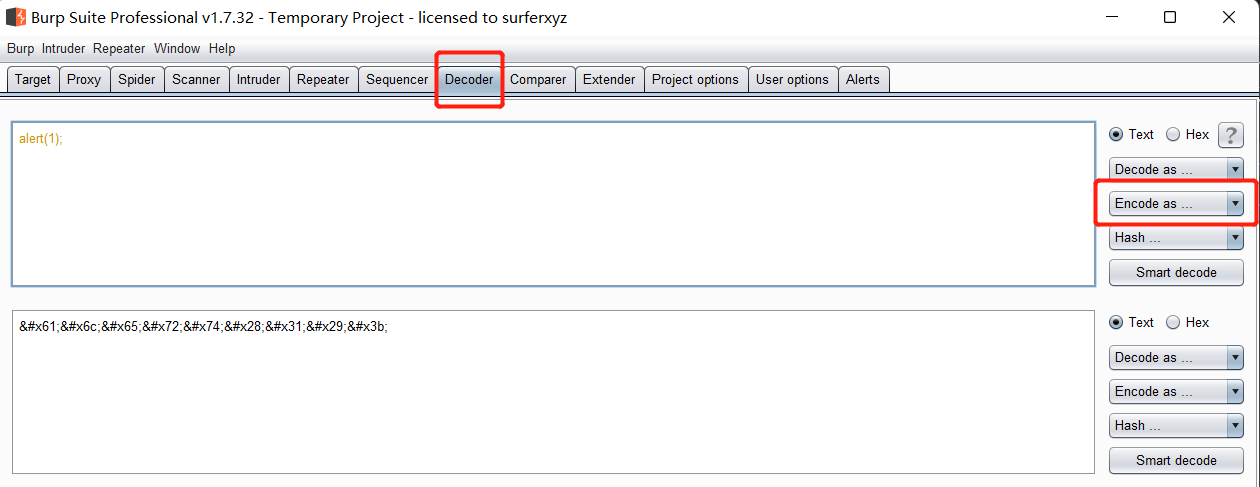 Burp Suite Professional v1.7.32 - Temporary Project - licensed to surferxyz
Burp Intruder Repeater Window Help
Target Proxy Spider Scanner Intruder Repeater Sequencer Decoder Comparer Extender Project options User options Alerts
alert(1);
Text Hex ?
Decode as ...
Encode as ...
Hash ...
Smart decode
&#x61;&#x6c;&#x65;&#x72;&#x74;&#x28;&#x31;&#x29;&#x3b;
Text Hex
Decode as ...
Encode as ...
Hash ...
Smart decode